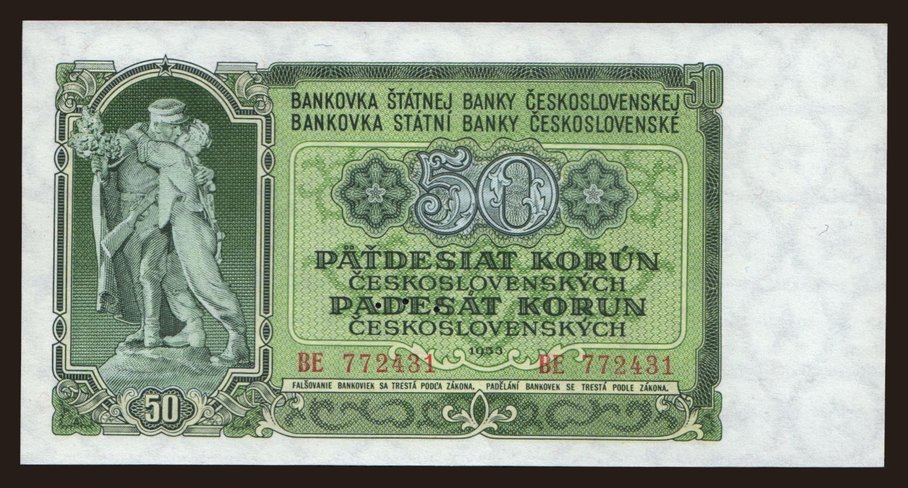 50
BANKOVKA ŠTÁTNEJ BANKY ČESKOSLOVENSKEJ
BANKOVKA STÁTNÍ BANKY ČESKOSLOVENSKÉ
50
PÄŤDESIAT KORÚN
ČESKOSLOVENSKÝCH
PADESÁT KORUN
ČESKOSLOVENSKÝCH
1953
BE 772431 BE 772431
FALŠOVANIE BANKOVIEK SA TRESTÁ PODĽA ZÁKONA. PADĚLÁNÍ BANKOVEK SE TRESTÁ PODLE ZÁKONA.
50